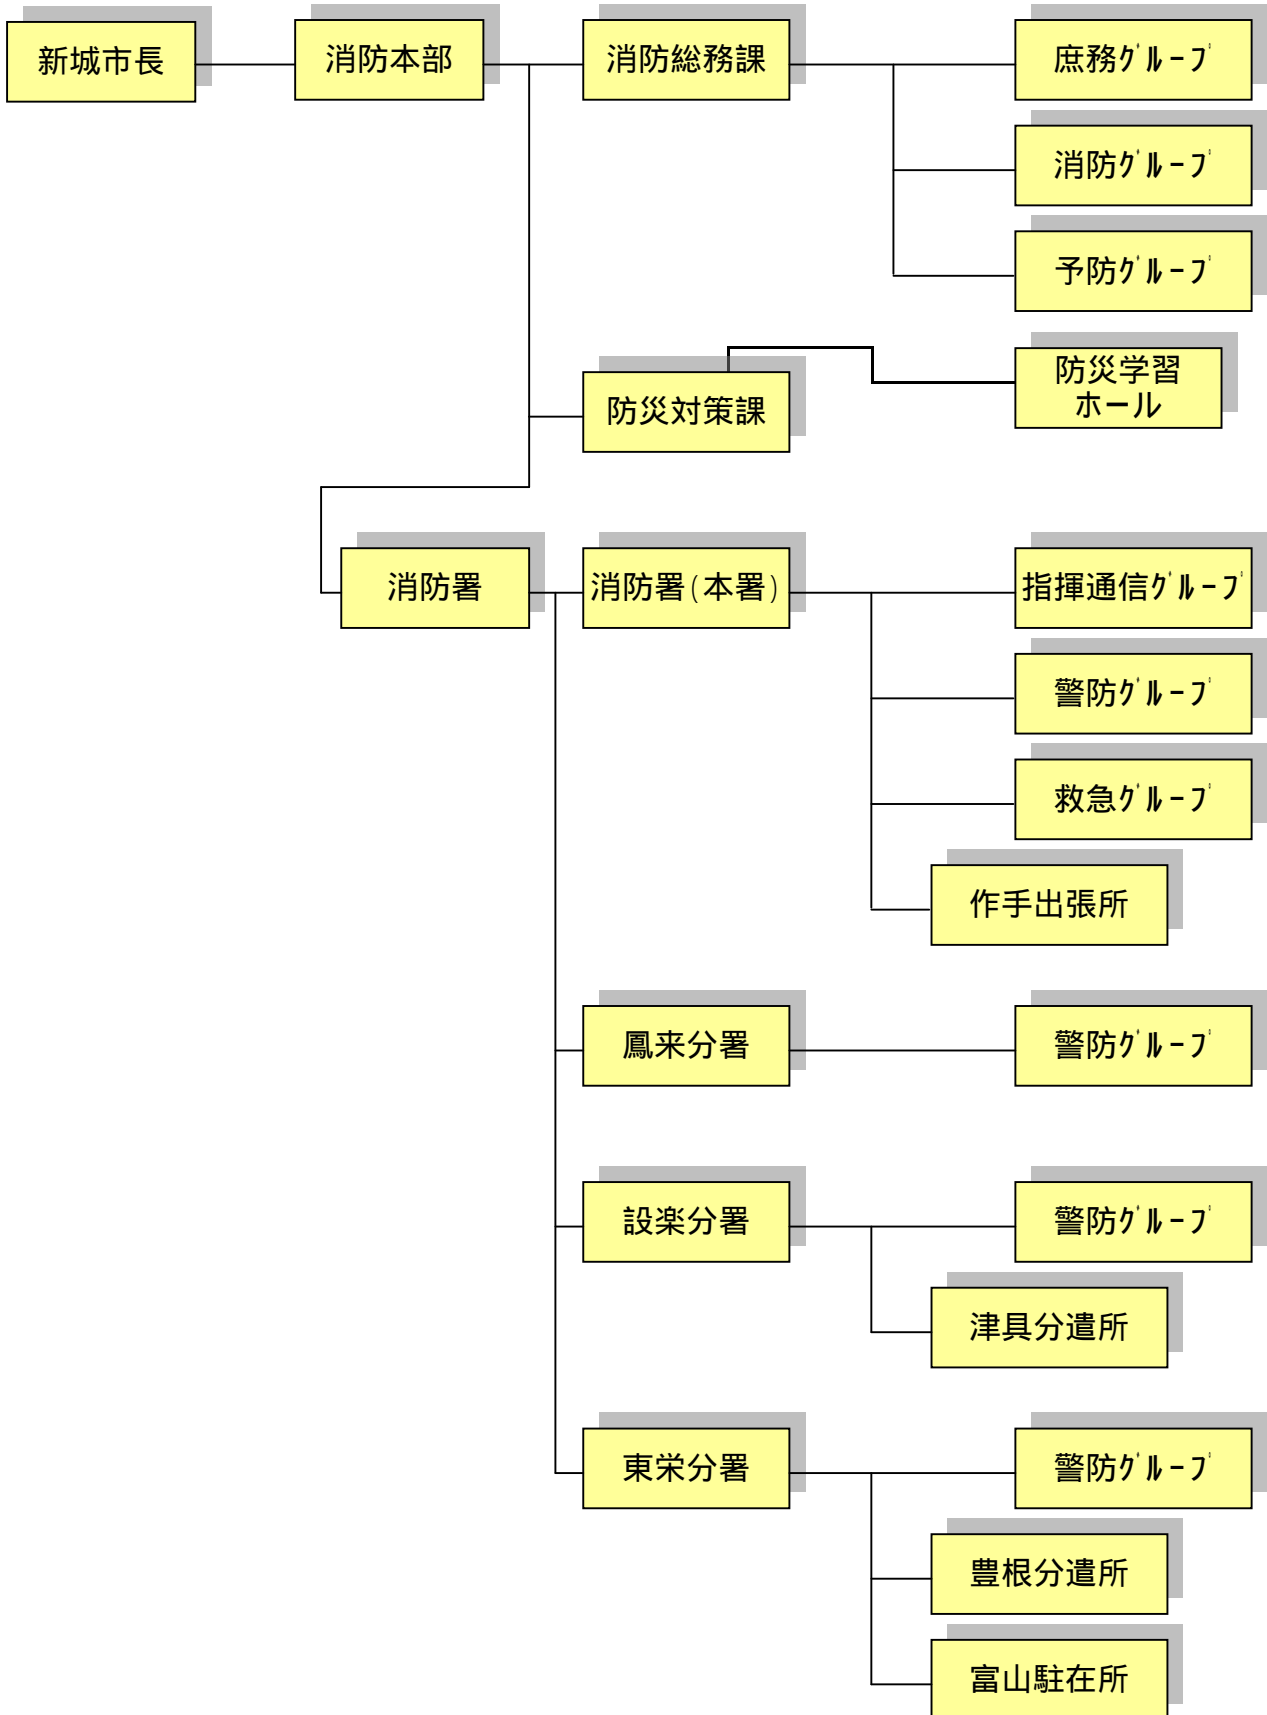 新城市長
消防本部
消防総務課
庶務ｸﾞﾙｰﾌﾟ
消防ｸﾞﾙｰﾌﾟ
予防ｸﾞﾙｰﾌﾟ
防災対策課
防災学習
ホール
消防署
消防署(本署)
指揮通信ｸﾞﾙｰﾌﾟ
警防ｸﾞﾙｰﾌﾟ
救急ｸﾞﾙｰﾌﾟ
作手出張所
鳳来分署
警防ｸﾞﾙｰﾌﾟ
設楽分署
警防ｸﾞﾙｰﾌﾟ
津具分遣所
東栄分署
警防ｸﾞﾙｰﾌﾟ
豊根分遣所
富山駐在所